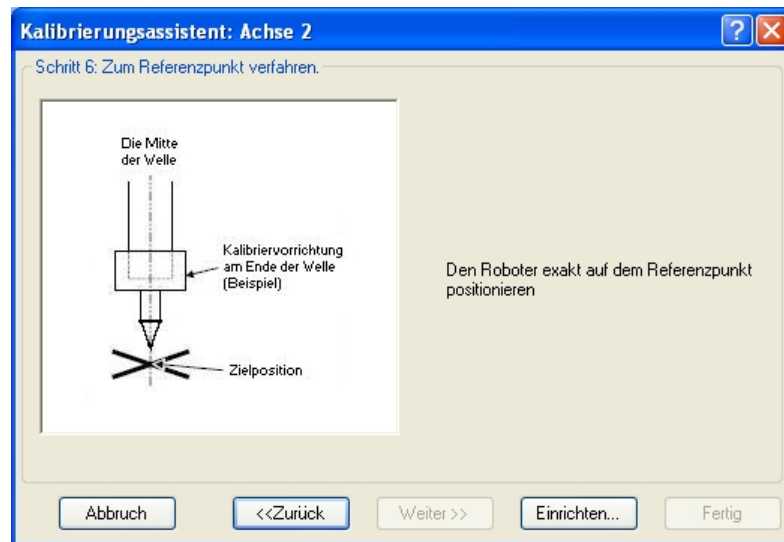 Kalibrierungsassistent: Achse 2
Schritt 6: Zum Referenzpunkt verfahren.
Die Mitte
der Welle
Kalibriervorrichtung
am Ende der Welle
(Beispiel)
Zielposition
Den Roboter exakt auf dem Referenzpunkt
positionieren
Abbruch
<<Zurück
Weiter >>
Einrichten...
Fertig